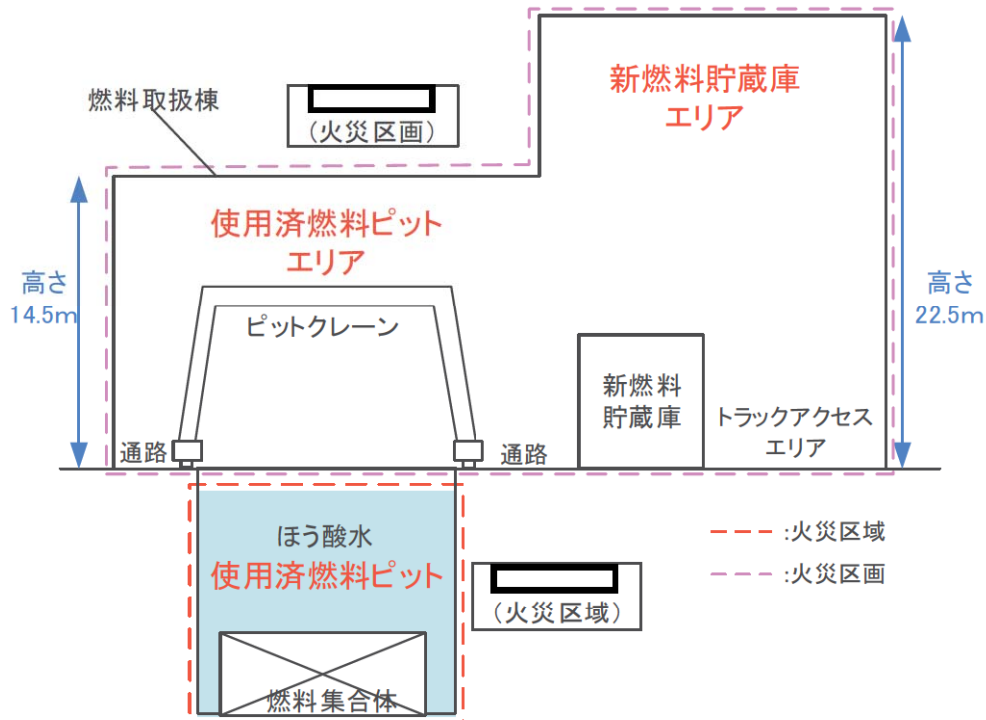 新燃料貯蔵庫
エリア
燃料取扱棟
(火災区画)
使用済燃料ピット
エリア
高さ
14.5m
高さ
22.5m
ピットクレーン
新燃料
貯蔵庫
トラックアクセス
エリア
通路
通路
ほう酸水
使用済燃料ピット
:火災区域
:火災区画
(火災区域)
燃料集合体